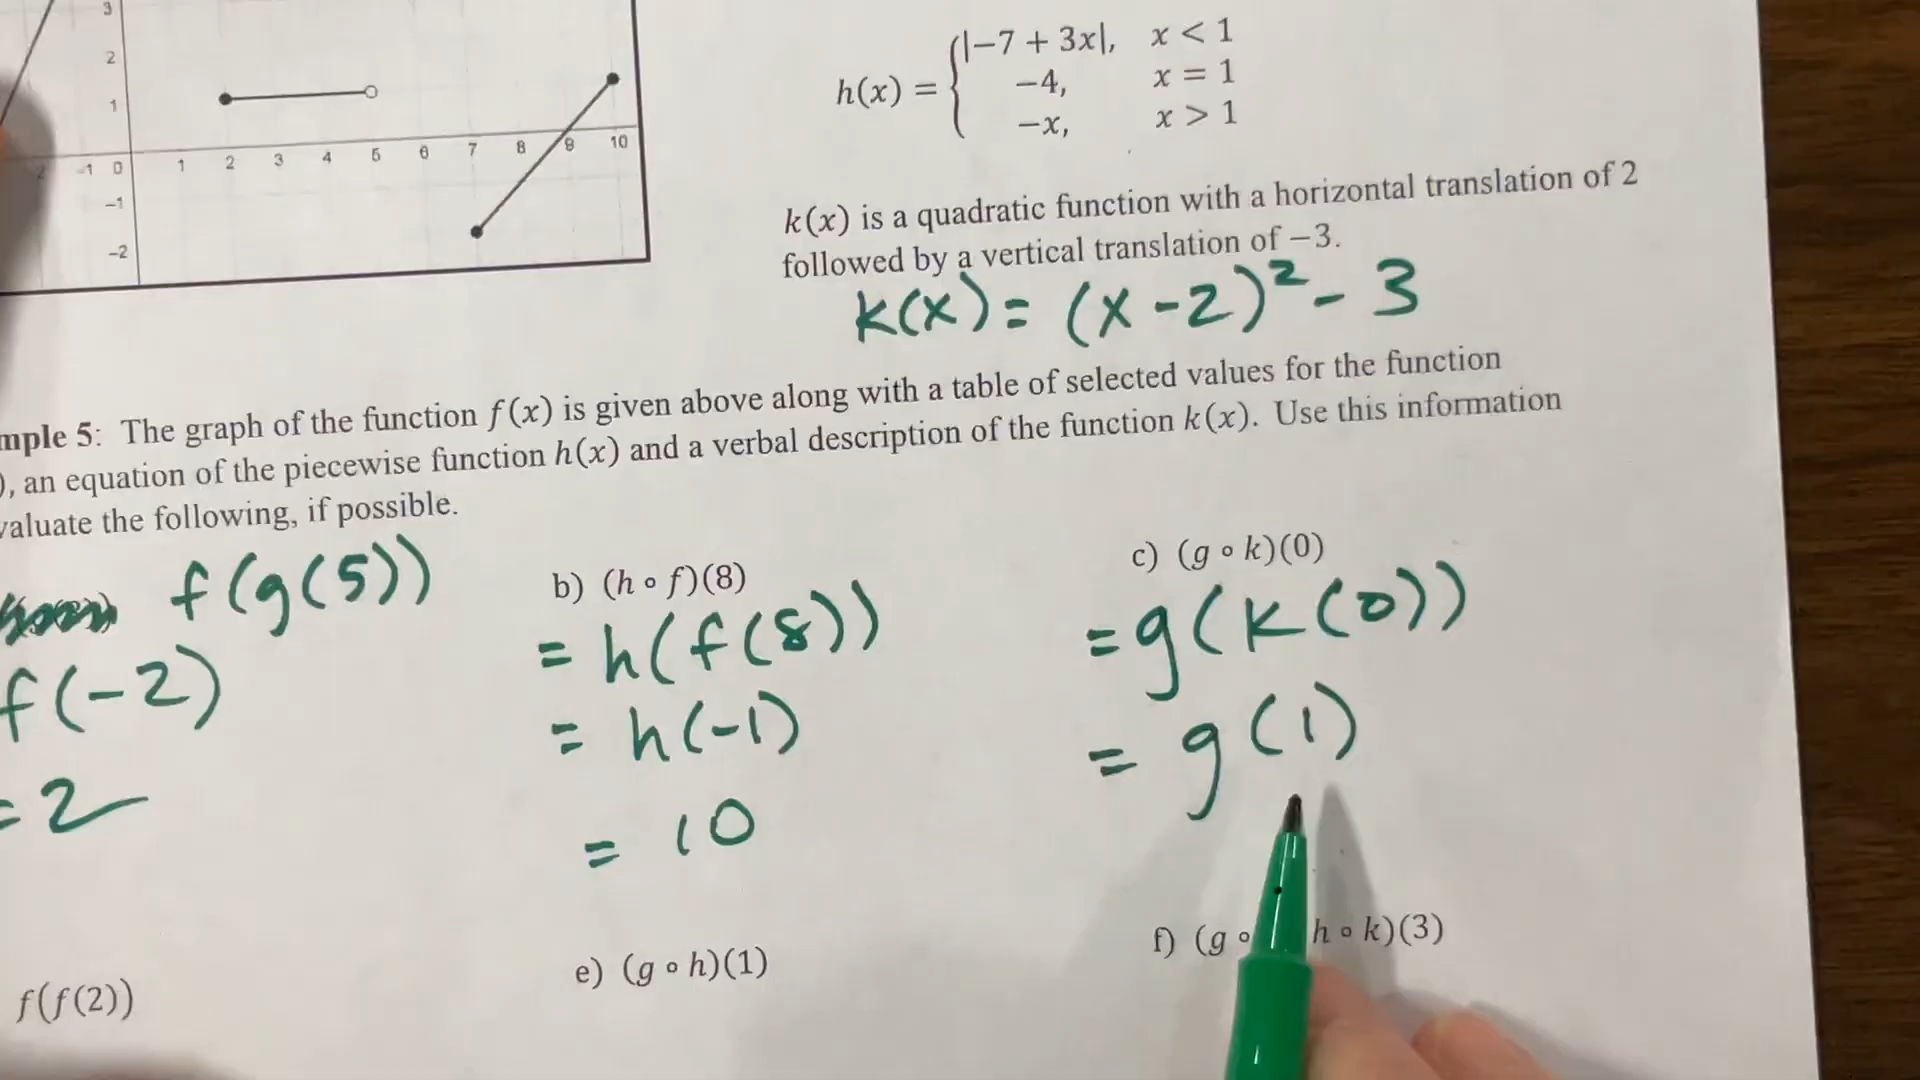 3
2
1
-1 0 1 2 3 4 5 6 7 8 9 10
-1
-2
h(x) = { |−7 + 3x|, x < 1
−4, x = 1
−x, x > 1
k(x) is a quadratic function with a horizontal translation of 2
followed by a vertical translation of −3.
k(x) = (x - 2)² - 3
mple 5: The graph of the function f(x) is given above along with a table of selected values for the function
), an equation of the piecewise function h(x) and a verbal description of the function k(x). Use this information
valuate the following, if possible.
f(g(5))
f(-2)
= 2
b) (h ∘ f)(8)
= h(f(8))
= h(-1)
= 10
c) (g ∘ k)(0)
= g(k(0))
= g(1)
f(f(2))
e) (g ∘ h)(1)
f) (g ∘ h ∘ k)(3)